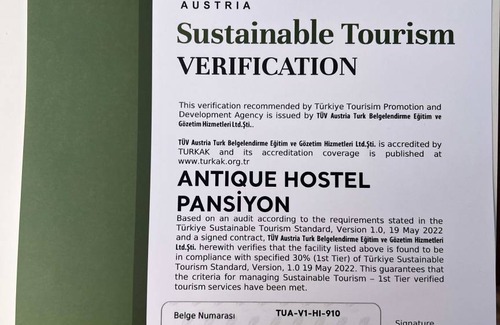 AUSTRIA
Sustainable Tourism
VERIFICATION
This verification recommended by Türkiye Tourisim Promotion and
Development Agency is issued by TÜV Austria Turk Belgelendirme Eğitim ve
Gözetim Hizmetleri Ltd.Şti..
TÜV Austria Turk Belgelendirme Eğitim ve Gözetim Hizmetleri Ltd.Şti. is accredited by
TURKAK and its accreditation coverage is published at
www.turkak.org.tr
ANTIQUE HOSTEL
PANSİYON
Based on an audit according to the requirements stated in the
Türkiye Sustainable Tourism Standard, Version 1.0, 19 May 2022
and a signed contract, TÜV Austria Turk Belgelendirme Eğitim ve Gözetim Hizmetleri
Ltd.Şti. herewith verifies that the facility listed above is found to be
in compliance with specified 30% (1st Tier) of Türkiye Sustainable
Tourism Standard, Version, 1.0 19 May 2022. This guarantees that
the criteria for managing Sustainable Tourism – 1st Tier verified
tourism services have been met.
Belge Numarası TUA-V1-HI-910
Signature